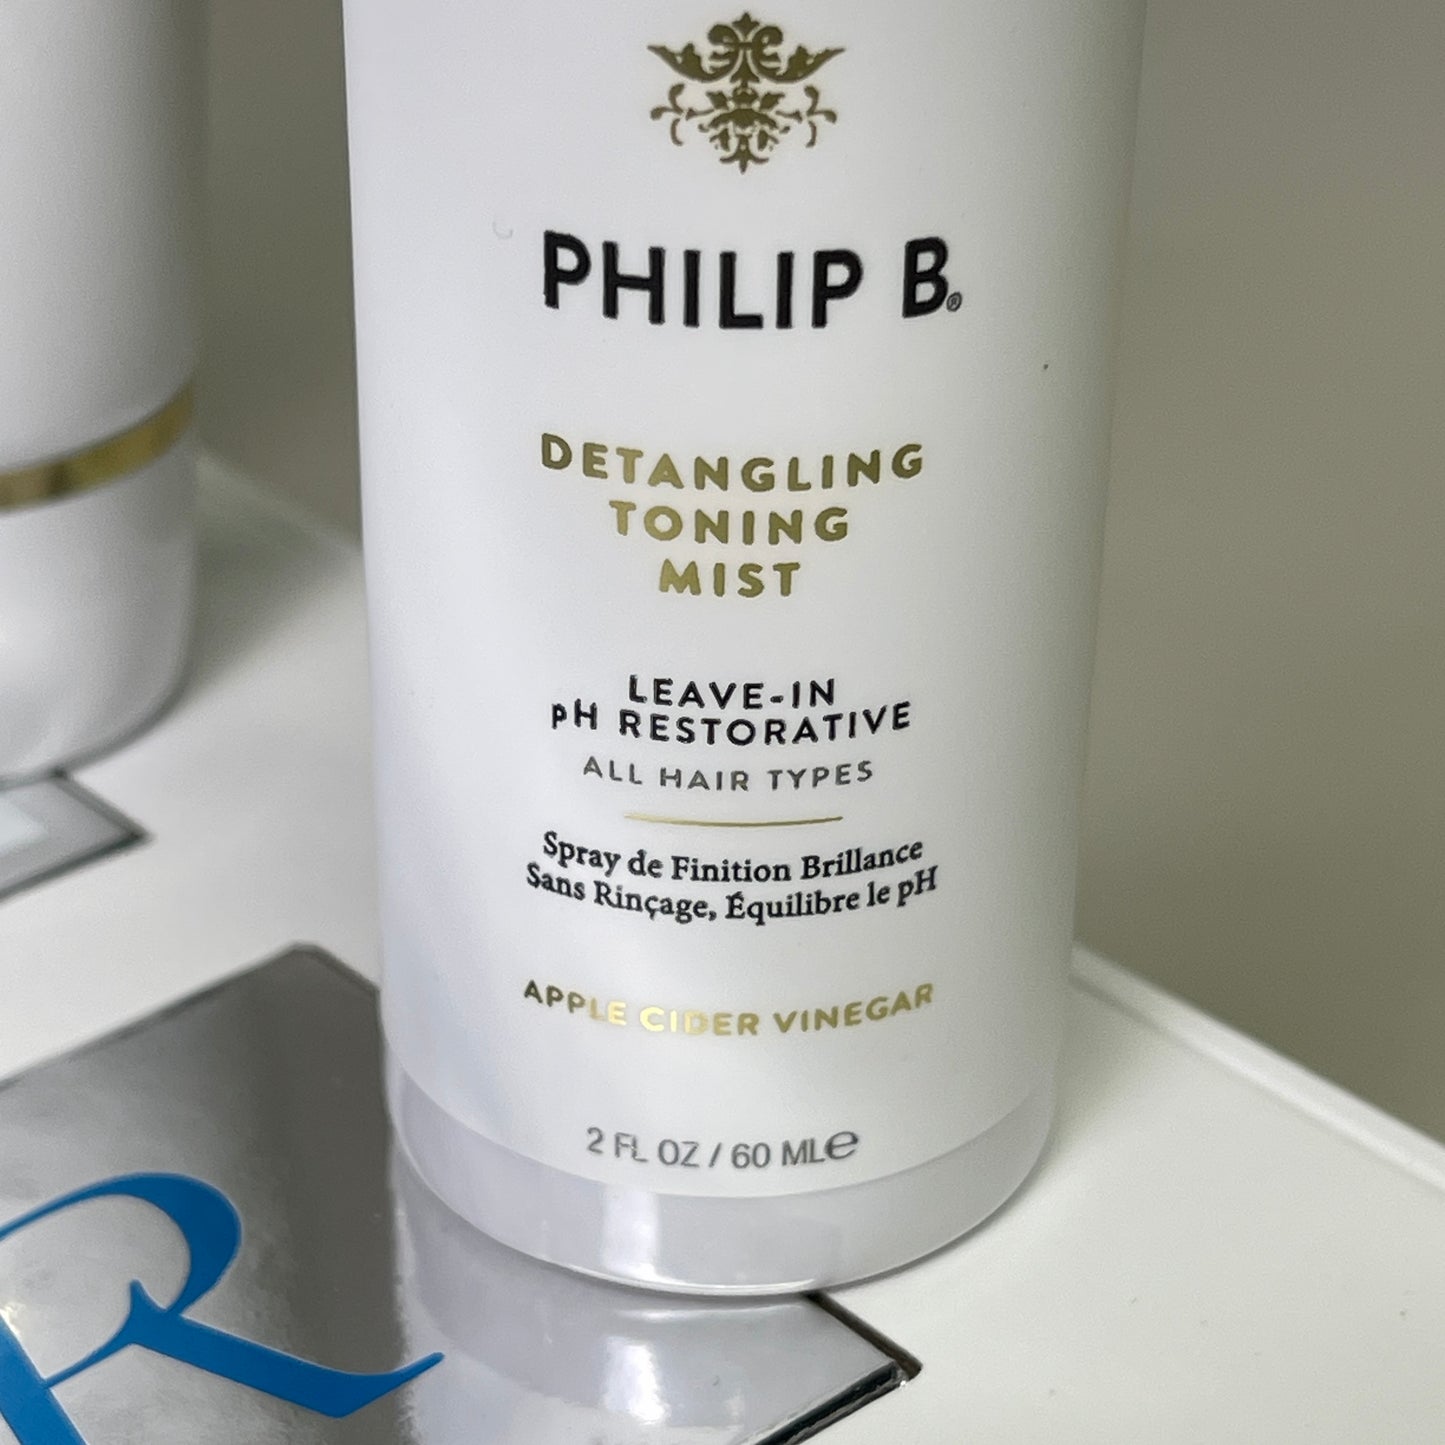 PHILIP B.®
DETANGLING
TONING
MIST
LEAVE-IN
pH RESTORATIVE
ALL HAIR TYPES
Spray de Finition Brillance
Sans Rinçage, Équilibre le pH
APPLE CIDER VINEGAR
2 FL OZ / 60 ML℮
R